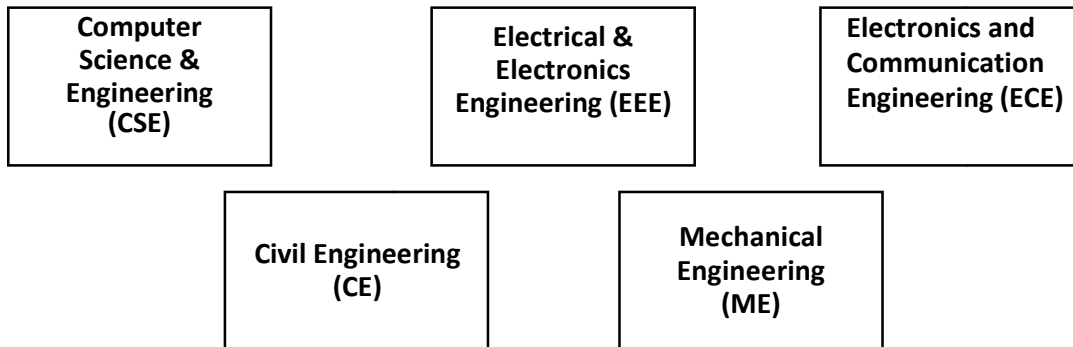 Computer
Science &
Engineering
(CSE)
Electrical &
Electronics
Engineering (EEE)
Electronics and
Communication
Engineering (ECE)
Civil Engineering
(CE)
Mechanical
Engineering
(ME)